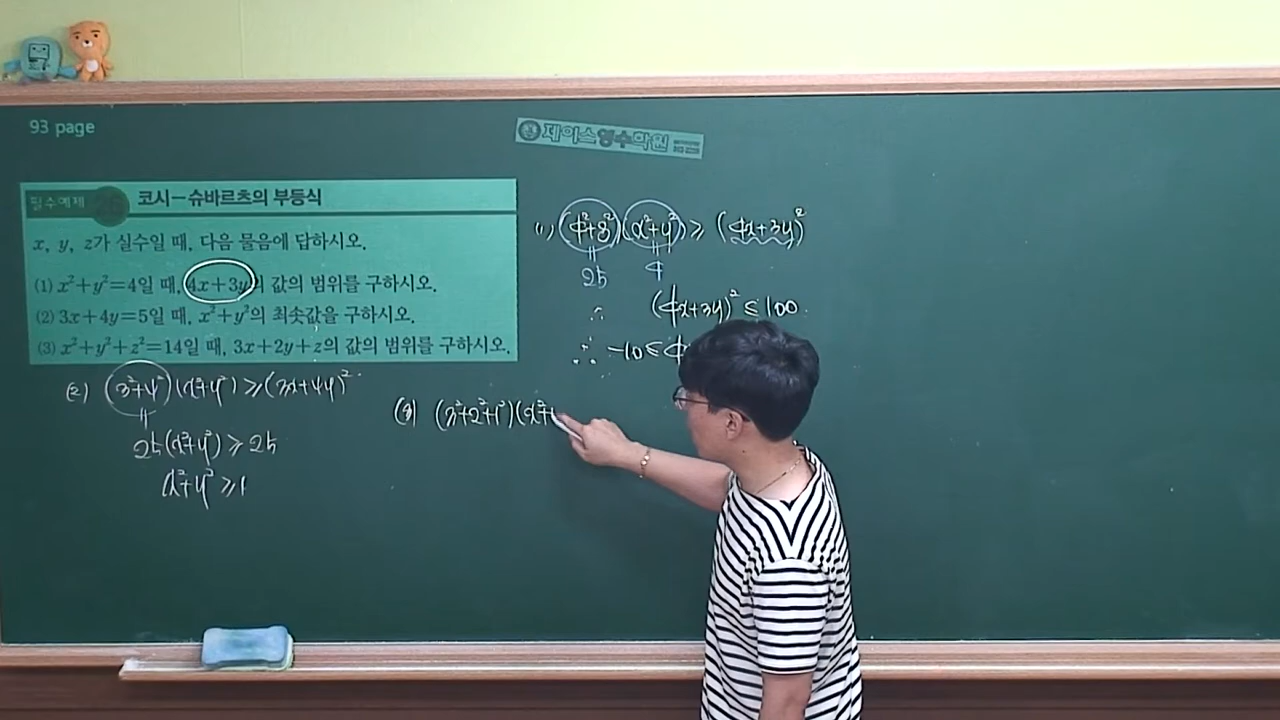 93 page
제이스영수학원
필수예제 26 코시-슈바르츠의 부등식
x, y, z가 실수일 때, 다음 물음에 답하시오.
(1) x²+y²=4일 때, 4x+3y의 값의 범위를 구하시오.
(2) 3x+4y=5일 때, x²+y²의 최솟값을 구하시오.
(3) x²+y²+z²=14일 때, 3x+2y+z의 값의 범위를 구하시오.
(1) (4²+3²)(x²+y²)≥(4x+3y)²
25 4
∴ (4x+3y)²≤100.
∴ -10≤4
(2) (3²+4²)(x²+y²)≥(3x+4y)²
25(x²+y²)≥25
x²+y²≥1
(3) (3²+2²+1²)(x²+